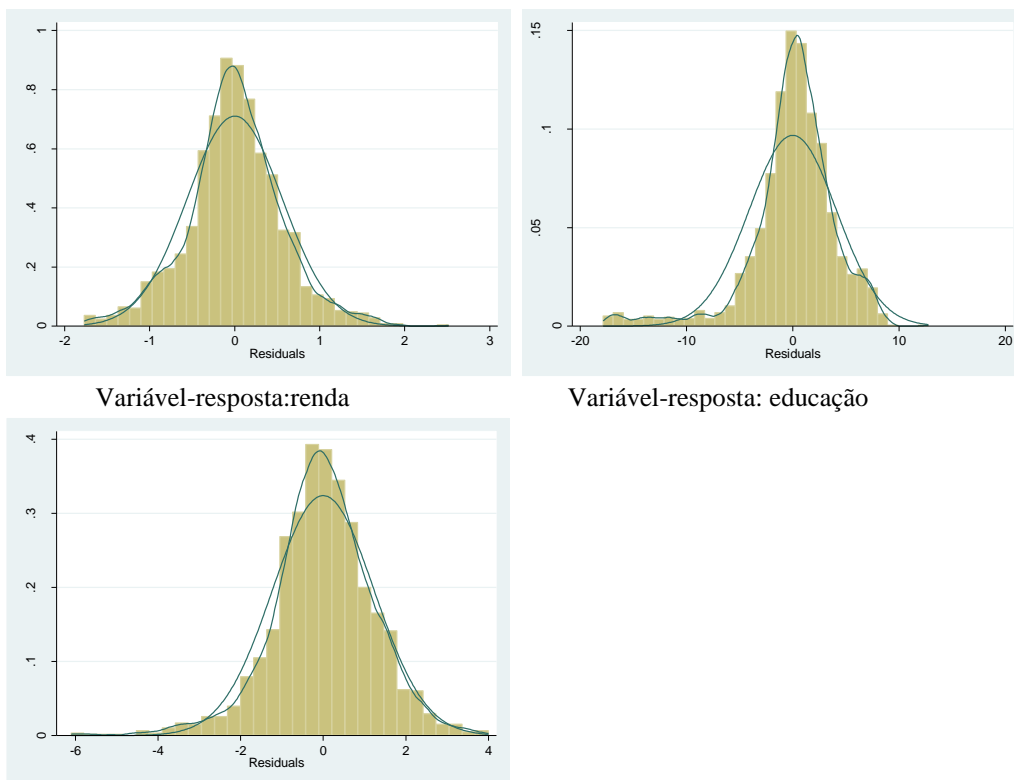 0 .2 .4 .6 .8 1
-2 -1 0 1 2 3
Residuals
0 .05 .1 .15
-20 -10 0 10 20
Residuals
Variável-resposta:renda
Variável-resposta: educação
0 .1 .2 .3 .4
-6 -4 -2 0 2 4
Residuals